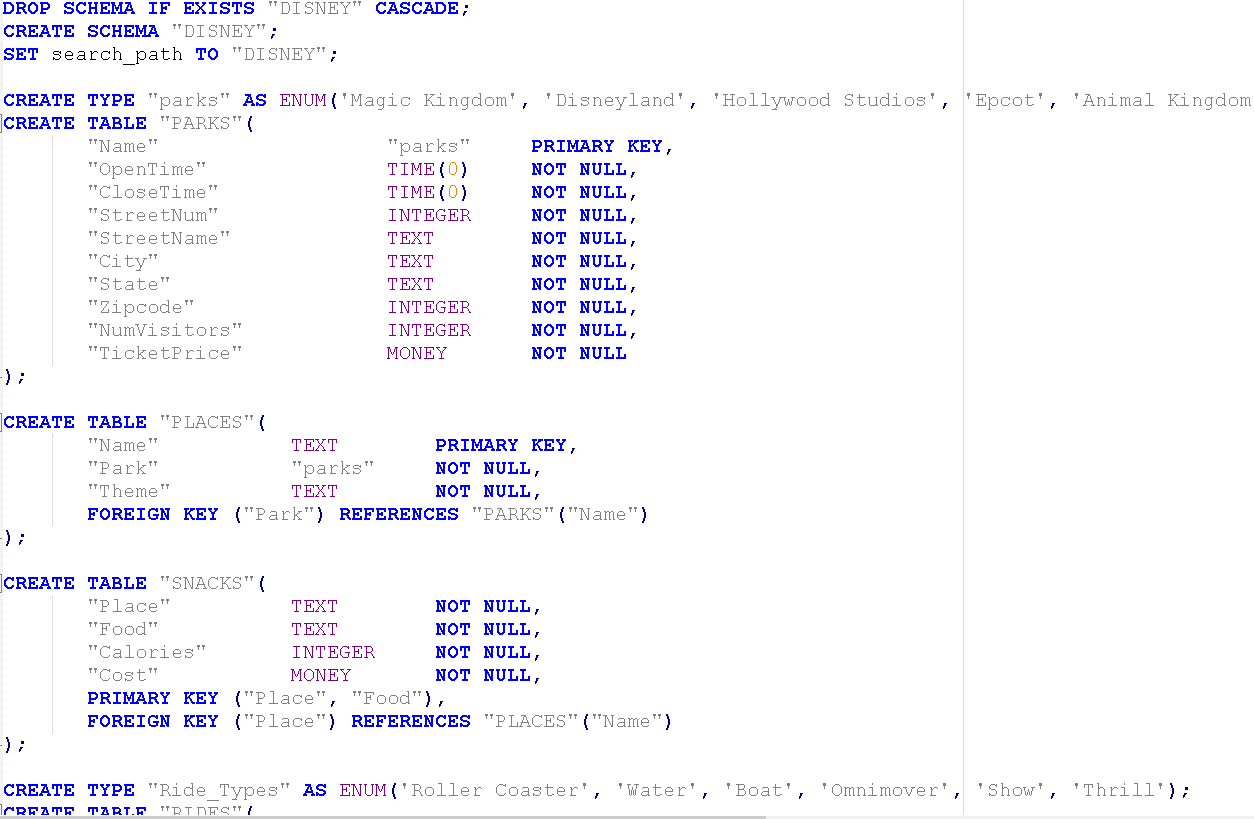 DROP SCHEMA IF EXISTS "DISNEY" CASCADE;
CREATE SCHEMA "DISNEY";
SET search_path TO "DISNEY";
CREATE TYPE "parks" AS ENUM('Magic Kingdom', 'Disneyland', 'Hollywood Studios', 'Epcot', 'Animal Kingdom
CREATE TABLE "PARKS"(
"Name" "parks" PRIMARY KEY,
"OpenTime" TIME(0) NOT NULL,
"CloseTime" TIME(0) NOT NULL,
"StreetNum" INTEGER NOT NULL,
"StreetName" TEXT NOT NULL,
"City" TEXT NOT NULL,
"State" TEXT NOT NULL,
"Zipcode" INTEGER NOT NULL,
"NumVisitors" INTEGER NOT NULL,
"TicketPrice" MONEY NOT NULL
);
CREATE TABLE "PLACES"(
"Name" TEXT PRIMARY KEY,
"Park" "parks" NOT NULL,
"Theme" TEXT NOT NULL,
FOREIGN KEY ("Park") REFERENCES "PARKS"("Name")
);
CREATE TABLE "SNACKS"(
"Place" TEXT NOT NULL,
"Food" TEXT NOT NULL,
"Calories" INTEGER NOT NULL,
"Cost" MONEY NOT NULL,
PRIMARY KEY ("Place", "Food"),
FOREIGN KEY ("Place") REFERENCES "PLACES"("Name")
);
CREATE TYPE "Ride_Types" AS ENUM('Roller Coaster', 'Water', 'Boat', 'Omnimover', 'Show', 'Thrill');
CREATE TABLE "RIDES"(